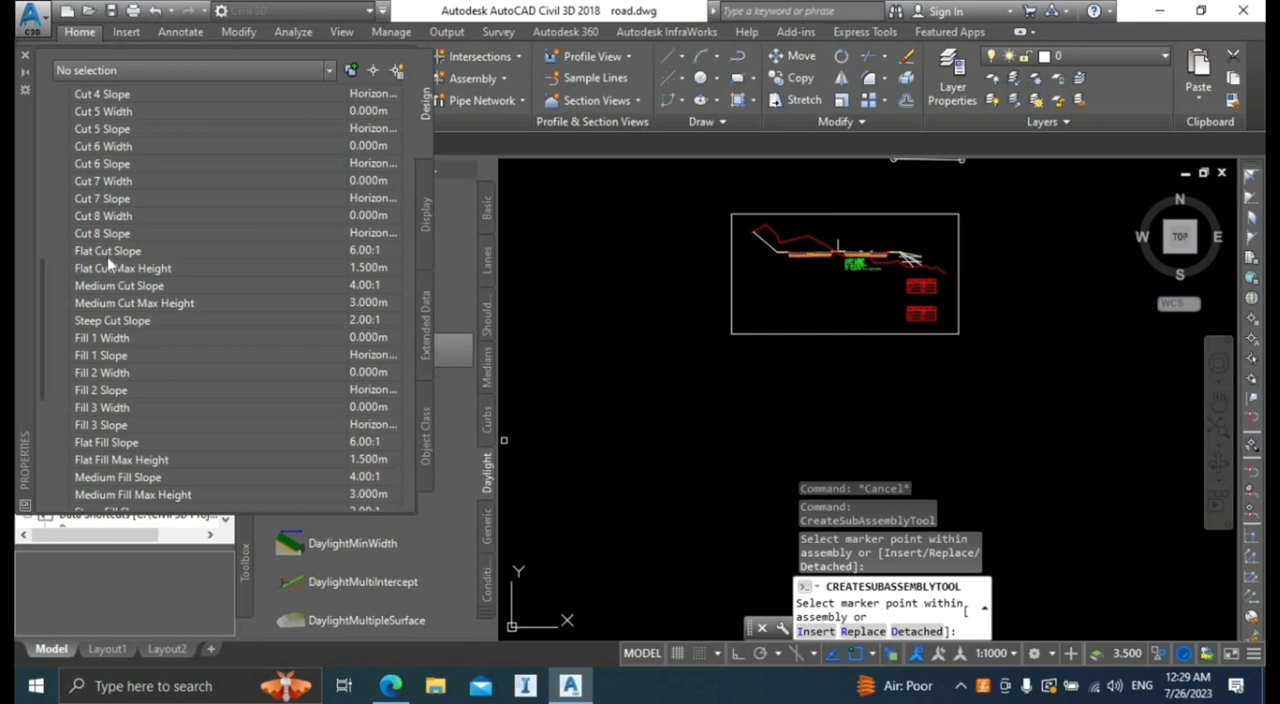 C3D
Civil 3D
Autodesk AutoCAD Civil 3D 2018 road.dwg
Type a keyword or phrase
Sign In
Home Insert Annotate Modify Analyze View Manage Output Survey Autodesk 360 Autodesk InfraWorks Help Add-ins Express Tools Featured Apps
Intersections
Assembly
Pipe Network
Profile View
Sample Lines
Section Views
Profile & Section Views
Draw
Move
Copy
Stretch
Modify
Layer
Properties
0
Layers
Paste
Clipboard
No selection
Cut 4 Slope Horizon...
Cut 5 Width 0.000m
Cut 5 Slope Horizon...
Cut 6 Width 0.000m
Cut 6 Slope Horizon...
Cut 7 Width 0.000m
Cut 7 Slope Horizon...
Cut 8 Width 0.000m
Cut 8 Slope Horizon...
Flat Cut Slope 6.00:1
Flat Cut Max Height 1.500m
Medium Cut Slope 4.00:1
Medium Cut Max Height 3.000m
Steep Cut Slope 2.00:1
Fill 1 Width 0.000m
Fill 1 Slope Horizon...
Fill 2 Width 0.000m
Fill 2 Slope Horizon...
Fill 3 Width 0.000m
Fill 3 Slope Horizon...
Flat Fill Slope 6.00:1
Flat Fill Max Height 1.500m
Medium Fill Slope 4.00:1
Medium Fill Max Height 3.000m
PROPERTIES
Design
Display
Extended Data
Object Class
Basic
Lanes
Should.
Medians
Curbs
Daylight
Generic
Conditi...
Toolbox
DaylightMinWidth
DaylightMultiIntercept
DaylightMultipleSurface
N
W TOP E
S
WCS
Y
X
Command: *Cancel*
Command:
CreateSubAssemblyTool
Select marker point within
assembly or [Insert/Replace/
Detached]:
CREATESUBASSEMBLYTOOL
Select marker point within
assembly or [
Insert Replace Detached]:
Model Layout1 Layout2 +
MODEL 1:1000 3.500
Type here to search
Air: Poor
ENG
12:29 AM
7/26/2023